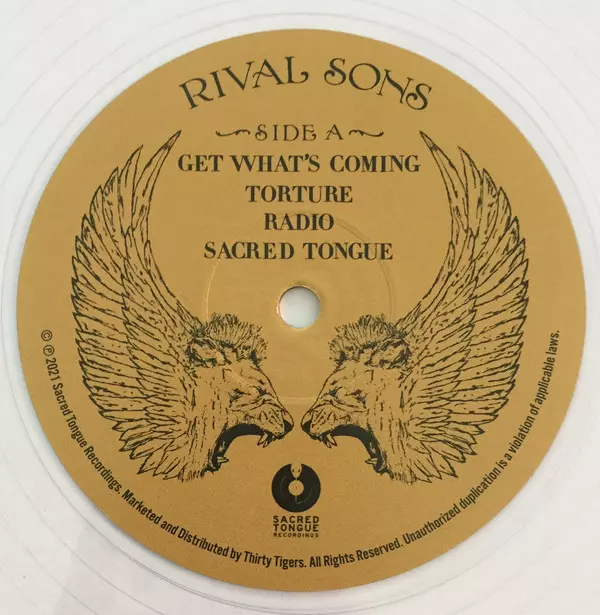 RIVAL SONS
SIDE A
GET WHAT'S COMING
TORTURE
RADIO
SACRED TONGUE
SACRED
TONGUE
RECORDINGS
© ℗ 2021 Sacred Tongue Recordings. Marketed and Distributed by Thirty Tigers. All Rights Reserved. Unauthorized duplication is a violation of applicable laws.